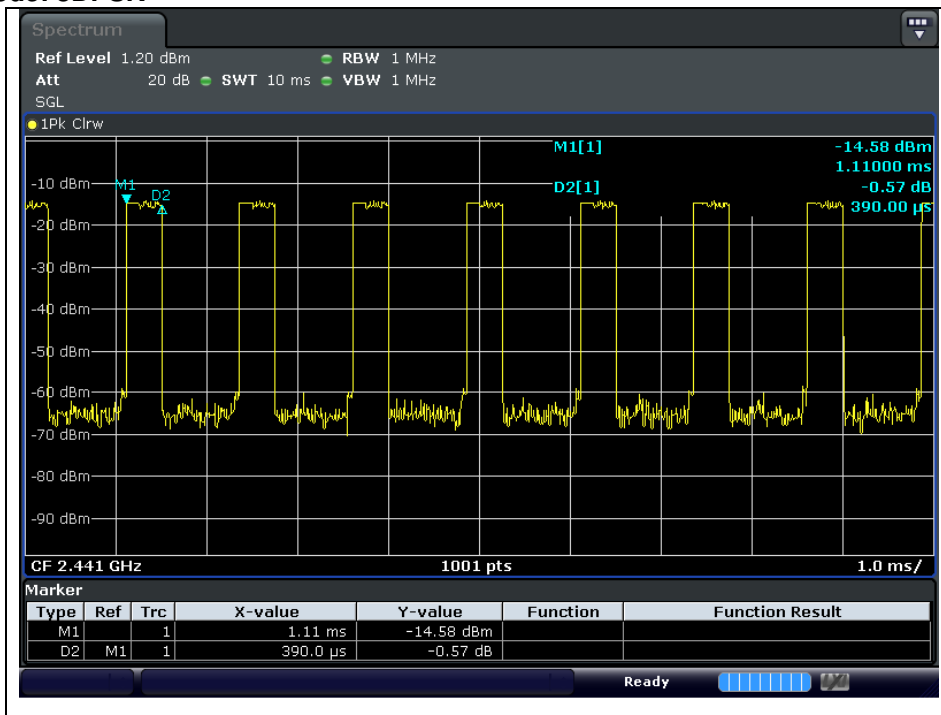 Spectrum
Ref Level 1.20 dBm RBW 1 MHz
Att 20 dB SWT 10 ms VBW 1 MHz
SGL
1Pk Clrw
M1[1] -14.58 dBm
1.11000 ms
D2[1] -0.57 dB
390.00 µs
M1
D2
-10 dBm
-20 dBm
-30 dBm
-40 dBm
-50 dBm
-60 dBm
-70 dBm
-80 dBm
-90 dBm
CF 2.441 GHz 1001 pts 1.0 ms/
Marker
Type Ref Trc X-value Y-value Function Function Result
M1 1 1.11 ms -14.58 dBm
D2 M1 1 390.0 µs -0.57 dB
Ready